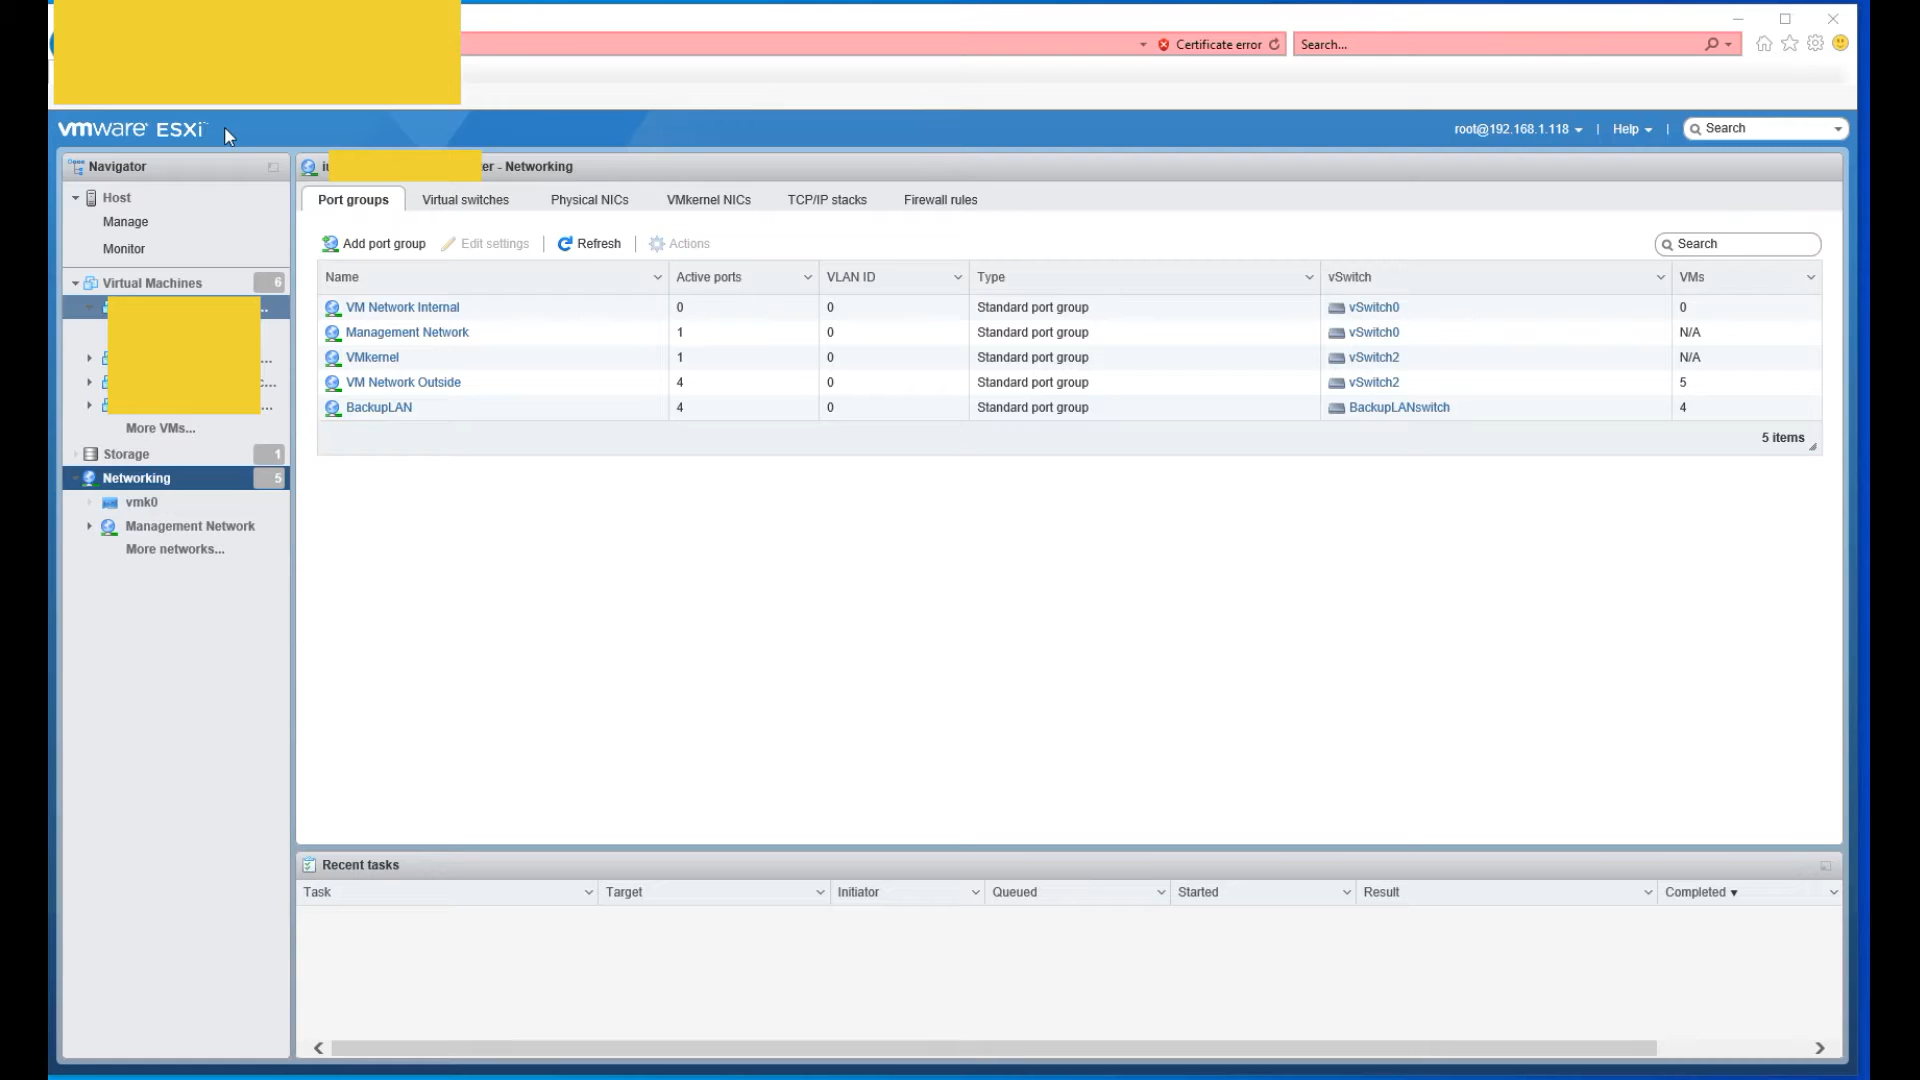 Certificate error
Search...
vmware ESXi
root@192.168.1.118 | Help | Search
Navigator
Host
Manage
Monitor
Virtual Machines 6
...
...
c...
...
More VMs...
Storage 1
Networking 5
vmk0
Management Network
More networks...
er - Networking
Port groups Virtual switches Physical NICs VMkernel NICs TCP/IP stacks Firewall rules
Add port group Edit settings | Refresh | Actions Search
Name Active ports VLAN ID Type vSwitch VMs
VM Network Internal 0 0 Standard port group vSwitch0 0
Management Network 1 0 Standard port group vSwitch0 N/A
VMkernel 1 0 Standard port group vSwitch2 N/A
VM Network Outside 4 0 Standard port group vSwitch2 5
BackupLAN 4 0 Standard port group BackupLANswitch 4
5 items
Recent tasks
Task Target Initiator Queued Started Result Completed